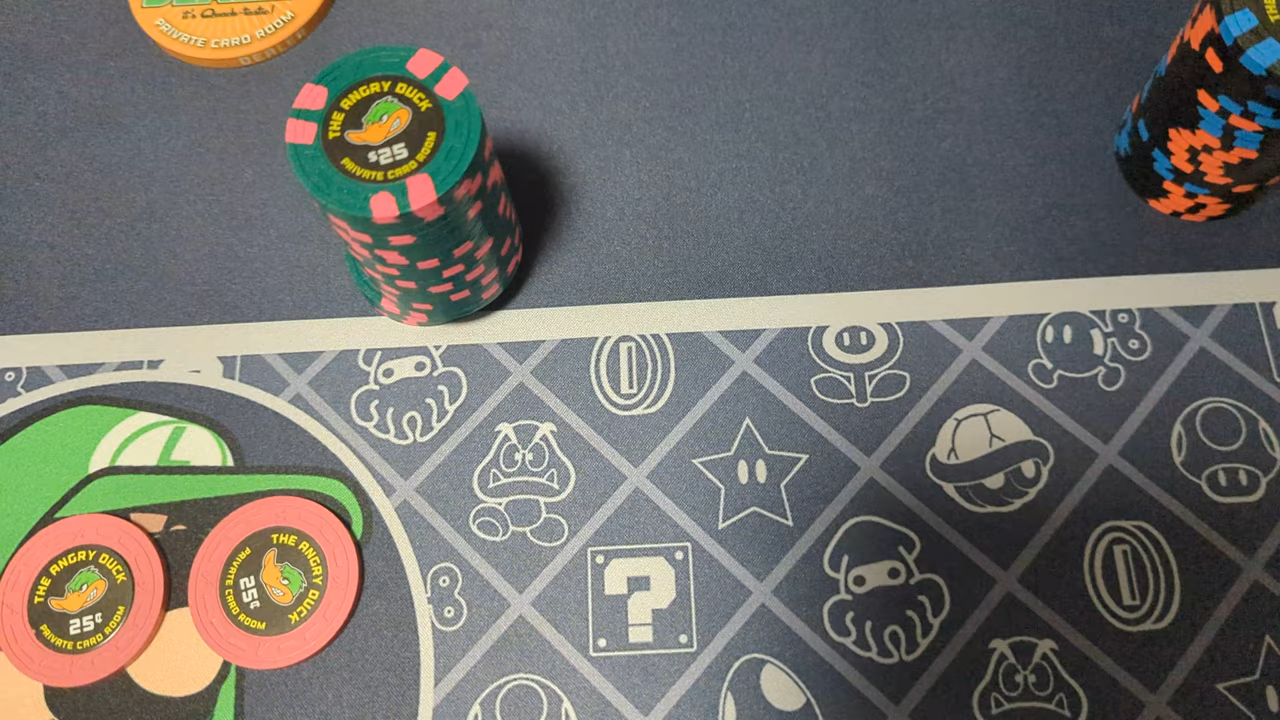 it's Quack-tastic!
PRIVATE CARD ROOM
DEALER
THE ANGRY DUCK
$25
PRIVATE CARD ROOM
L
THE ANGRY DUCK
25¢
PRIVATE CARD ROOM
THE ANGRY DUCK
25¢
PRIVATE CARD ROOM
?